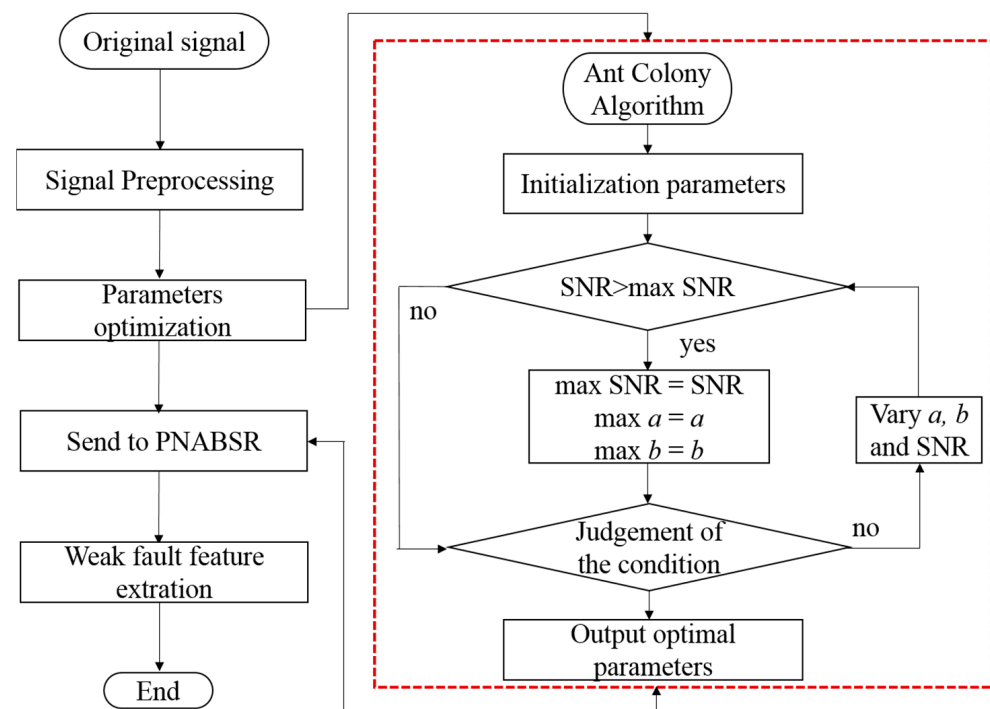 Original signal
Signal Preprocessing
Parameters
optimization
Send to PNABSR
Weak fault feature
extration
End
Ant Colony
Algorithm
Initialization parameters
SNR>max SNR
no
yes
max SNR = SNR
max a = a
max b = b
Vary a, b
and SNR
Judgement of
the condition
no
Output optimal
parameters